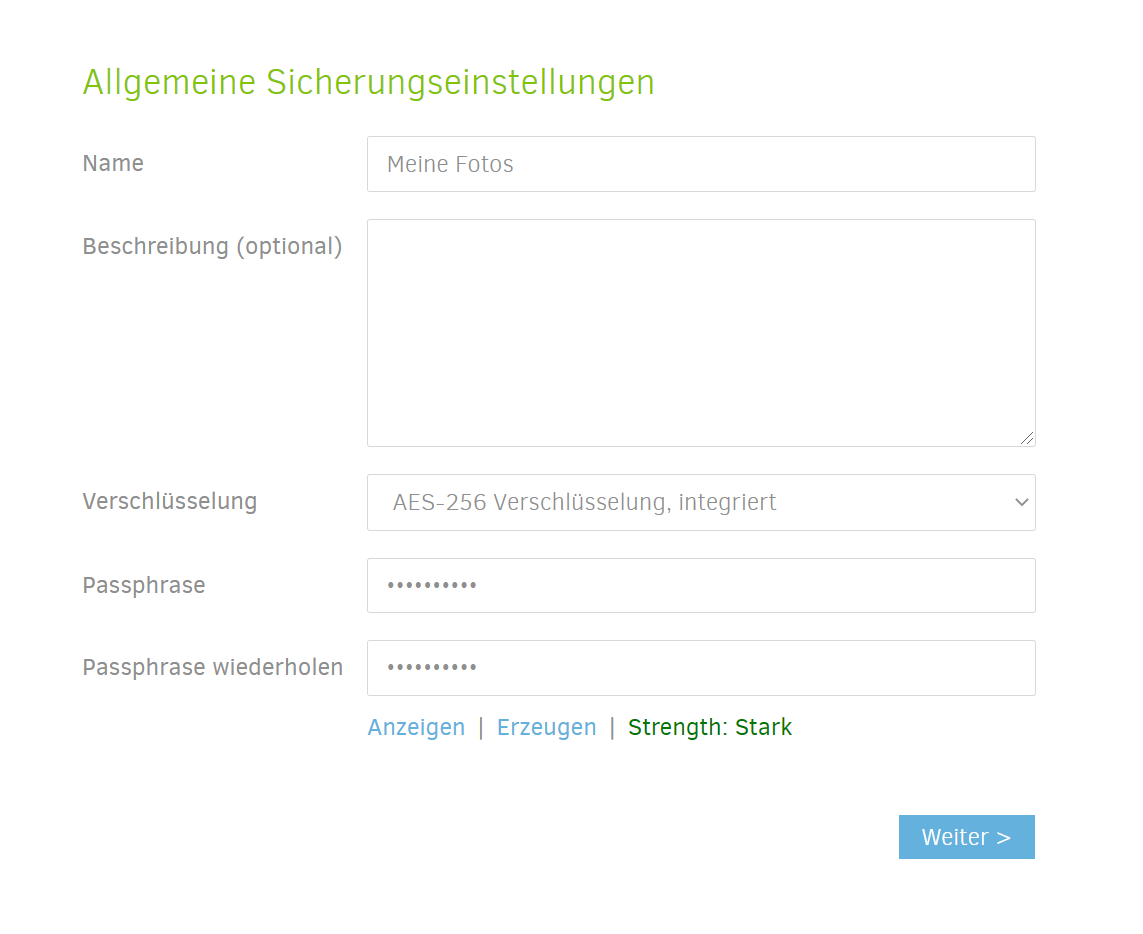 Allgemeine Sicherungseinstellungen
Name
Meine Fotos
Beschreibung (optional)
Verschlüsselung
AES-256 Verschlüsselung, integriert
Passphrase
••••••••••
Passphrase wiederholen
••••••••••
Anzeigen | Erzeugen | Strength: Stark
Weiter >